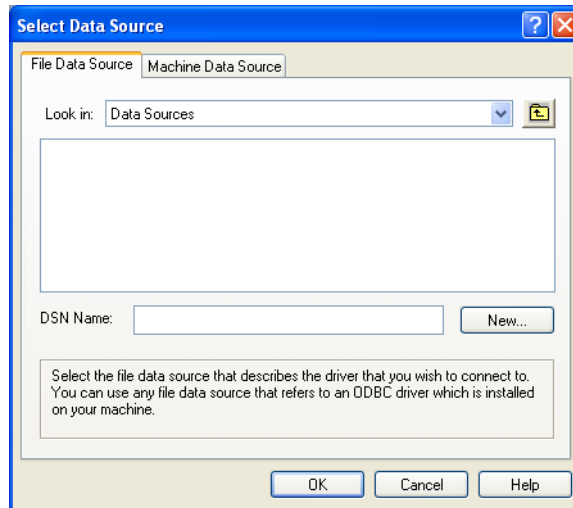 Select Data Source
File Data Source
Machine Data Source
Look in:
Data Sources
DSN Name:
New...
Select the file data source that describes the driver that you wish to connect to.
You can use any file data source that refers to an ODBC driver which is installed
on your machine.
OK
Cancel
Help